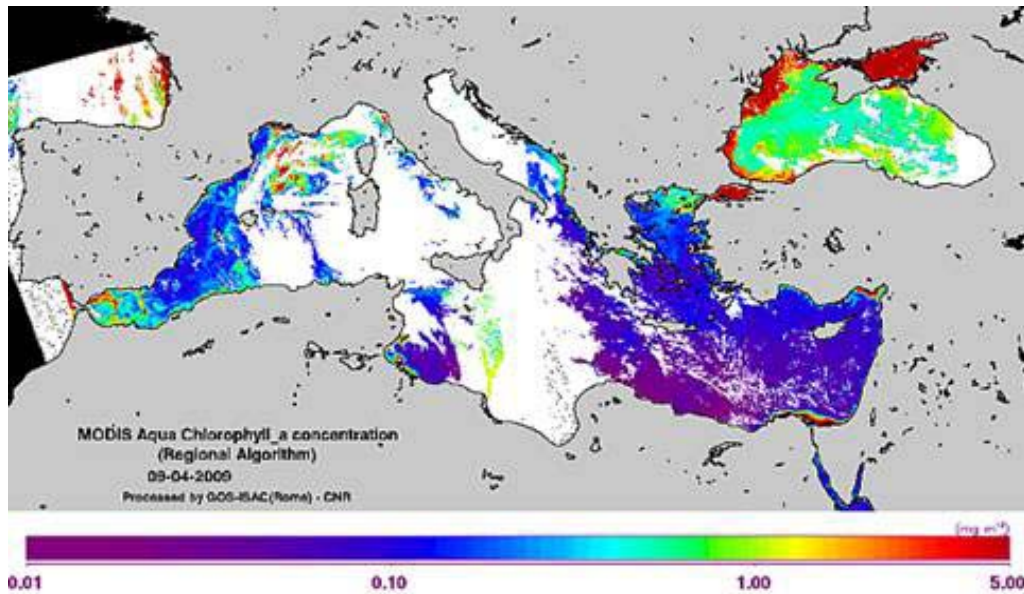 MODIS Aqua Chlorophyll_a concentration
(Regional Algorithm)
09-04-2009
Processed by GOS-ISAC(Rome) - CNR
(mg m⁻³)
0.01 0.10 1.00 5.00